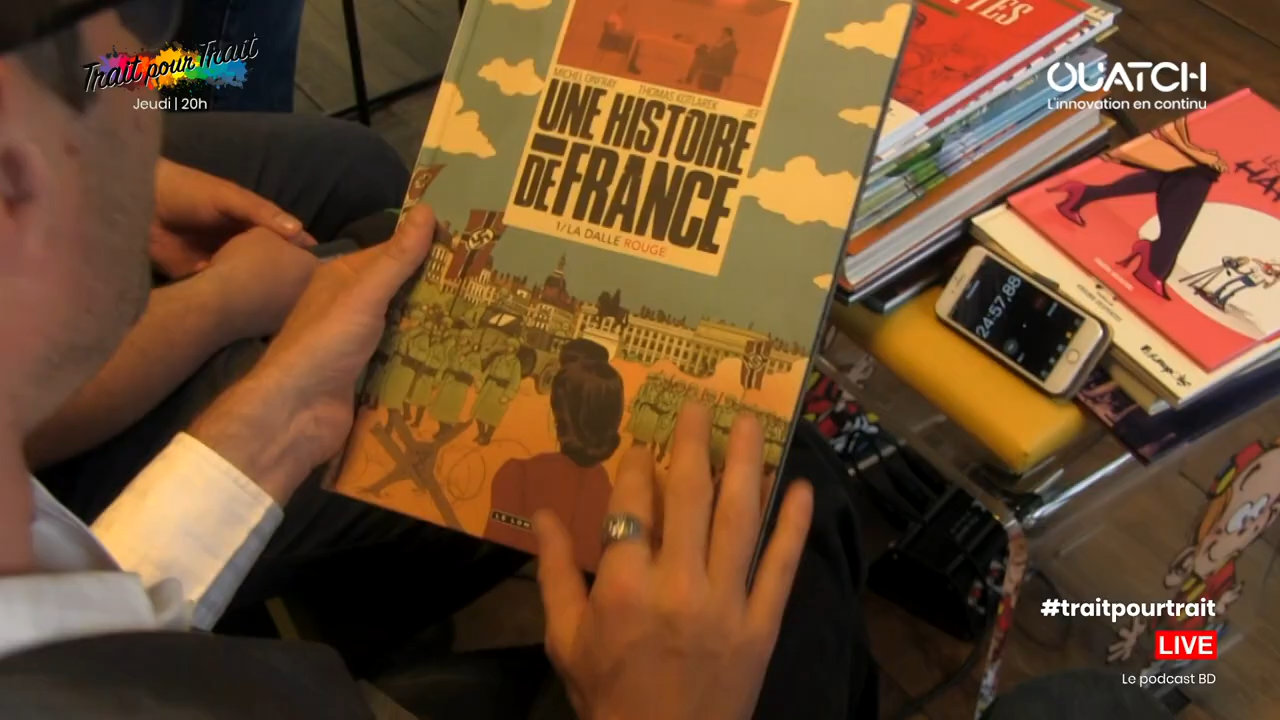 Trait pour Trait
Jeudi | 20h
OUATCH
L'innovation en continu
MICHEL ONFRAY
THOMAS KOTLAREK
JEF
UNE HISTOIRE
DE FRANCE
1/ LA DALLE ROUGE
24:57,88
#traitpourtrait
LIVE
Le podcast BD